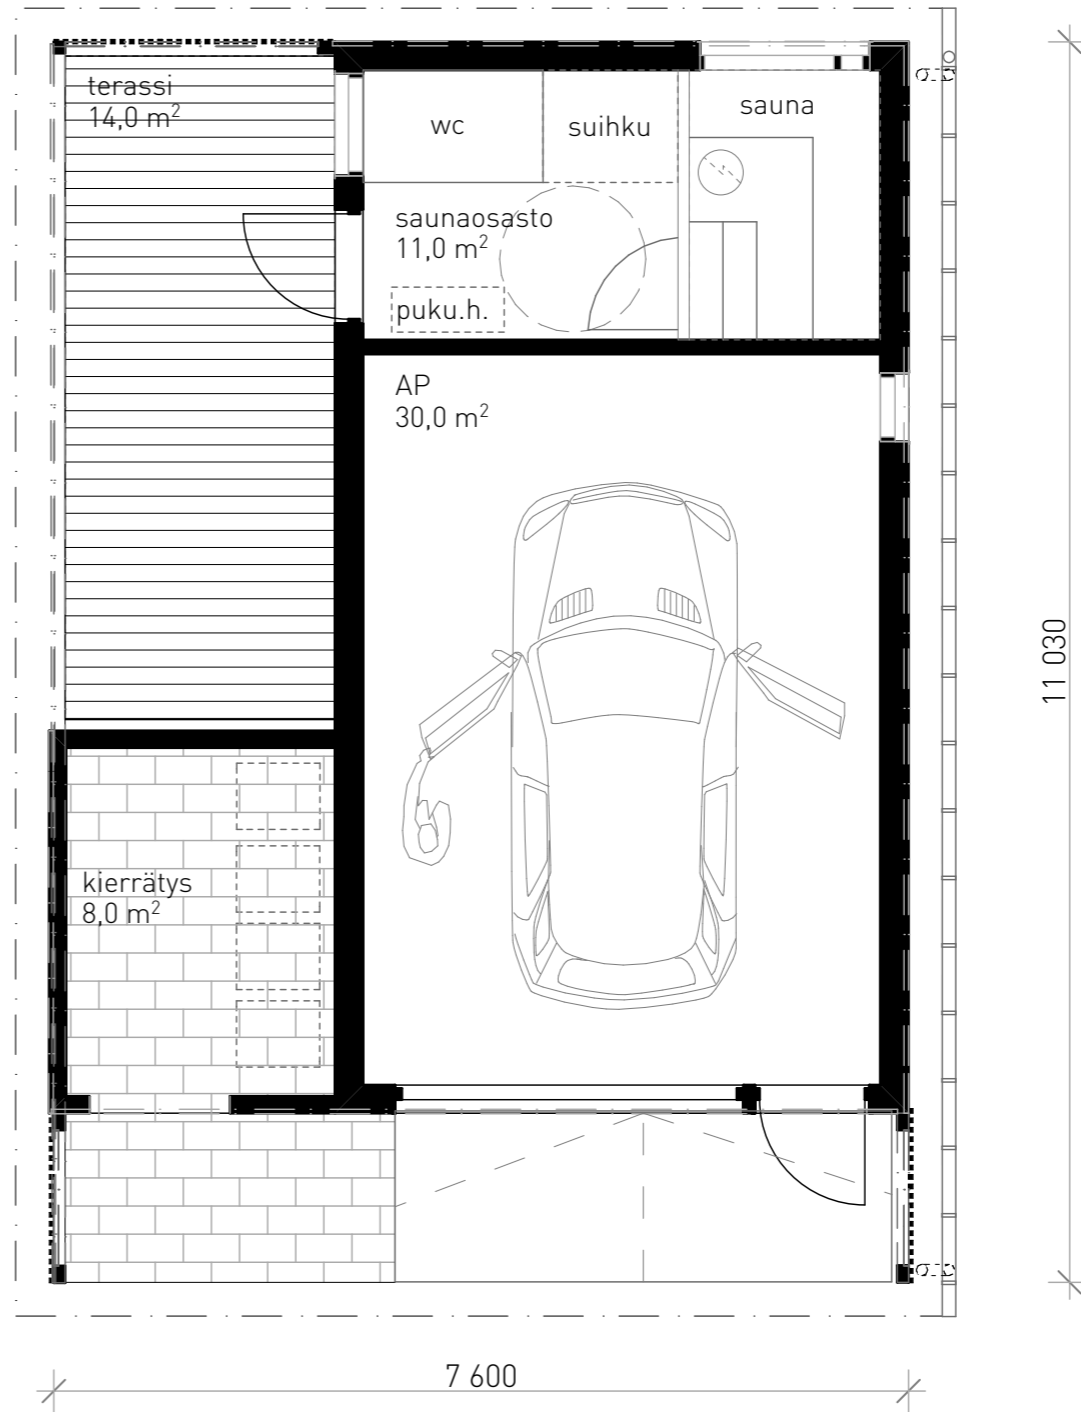 terassi
14,0 m²
wc
suihku
sauna
saunaosasto
11,0 m²
puku.h.
AP
30,0 m²
kierrätys
8,0 m²
11 030
7 600